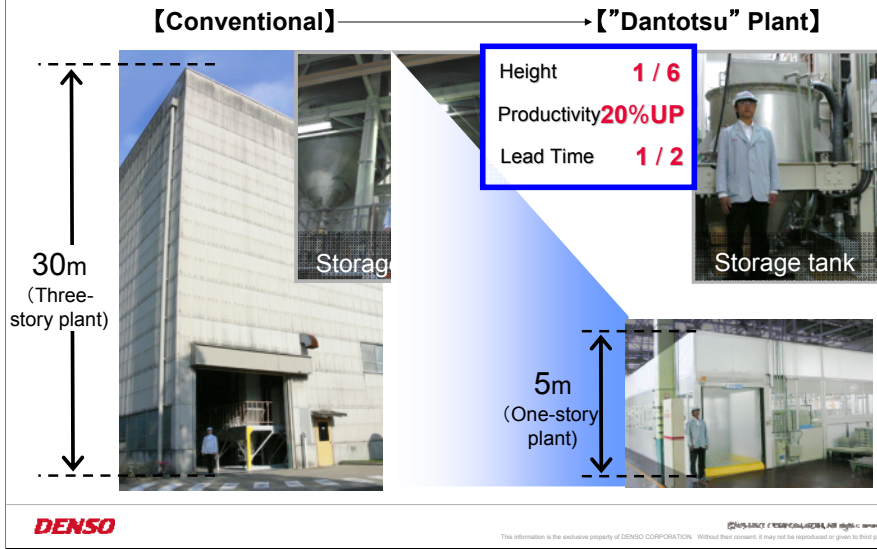 【Conventional】
【”Dantotsu” Plant】
Height 1 / 6
Productivity 20%UP
Lead Time 1 / 2
Storage tank
30m
（Three-
story plant)
5m
(One-story
plant)
DENSO
This information is the exclusive property of DENSO CORPORATION. Without their consent, it may not be reproduced or given to third